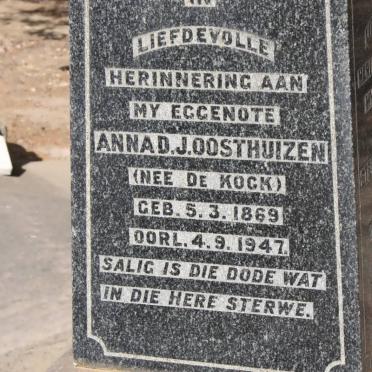 IN
LIEFDEVOLLE
HERINNERING AAN
MY EGGENOTE
ANNA D. J. OOSTHUIZEN
(NEE DE KOCK)
GEB. 5. 3. 1869
OORL. 4. 9. 1947.
SALIG IS DIE DODE WAT
IN DIE HERE STERWE.